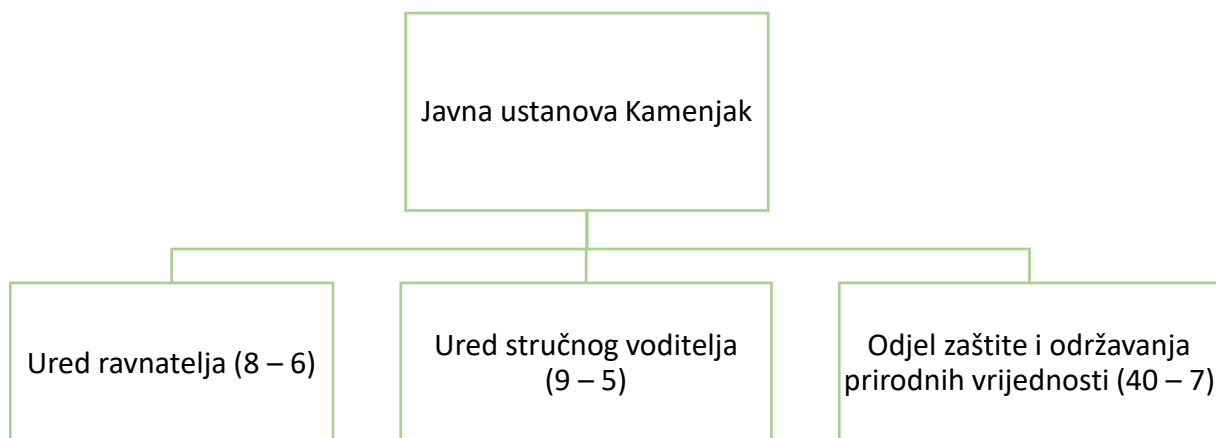 Javna ustanova Kamenjak
Ured ravnatelja (8 – 6)
Ured stručnog voditelja
(9 – 5)
Odjel zaštite i održavanja
prirodnih vrijednosti (40 – 7)